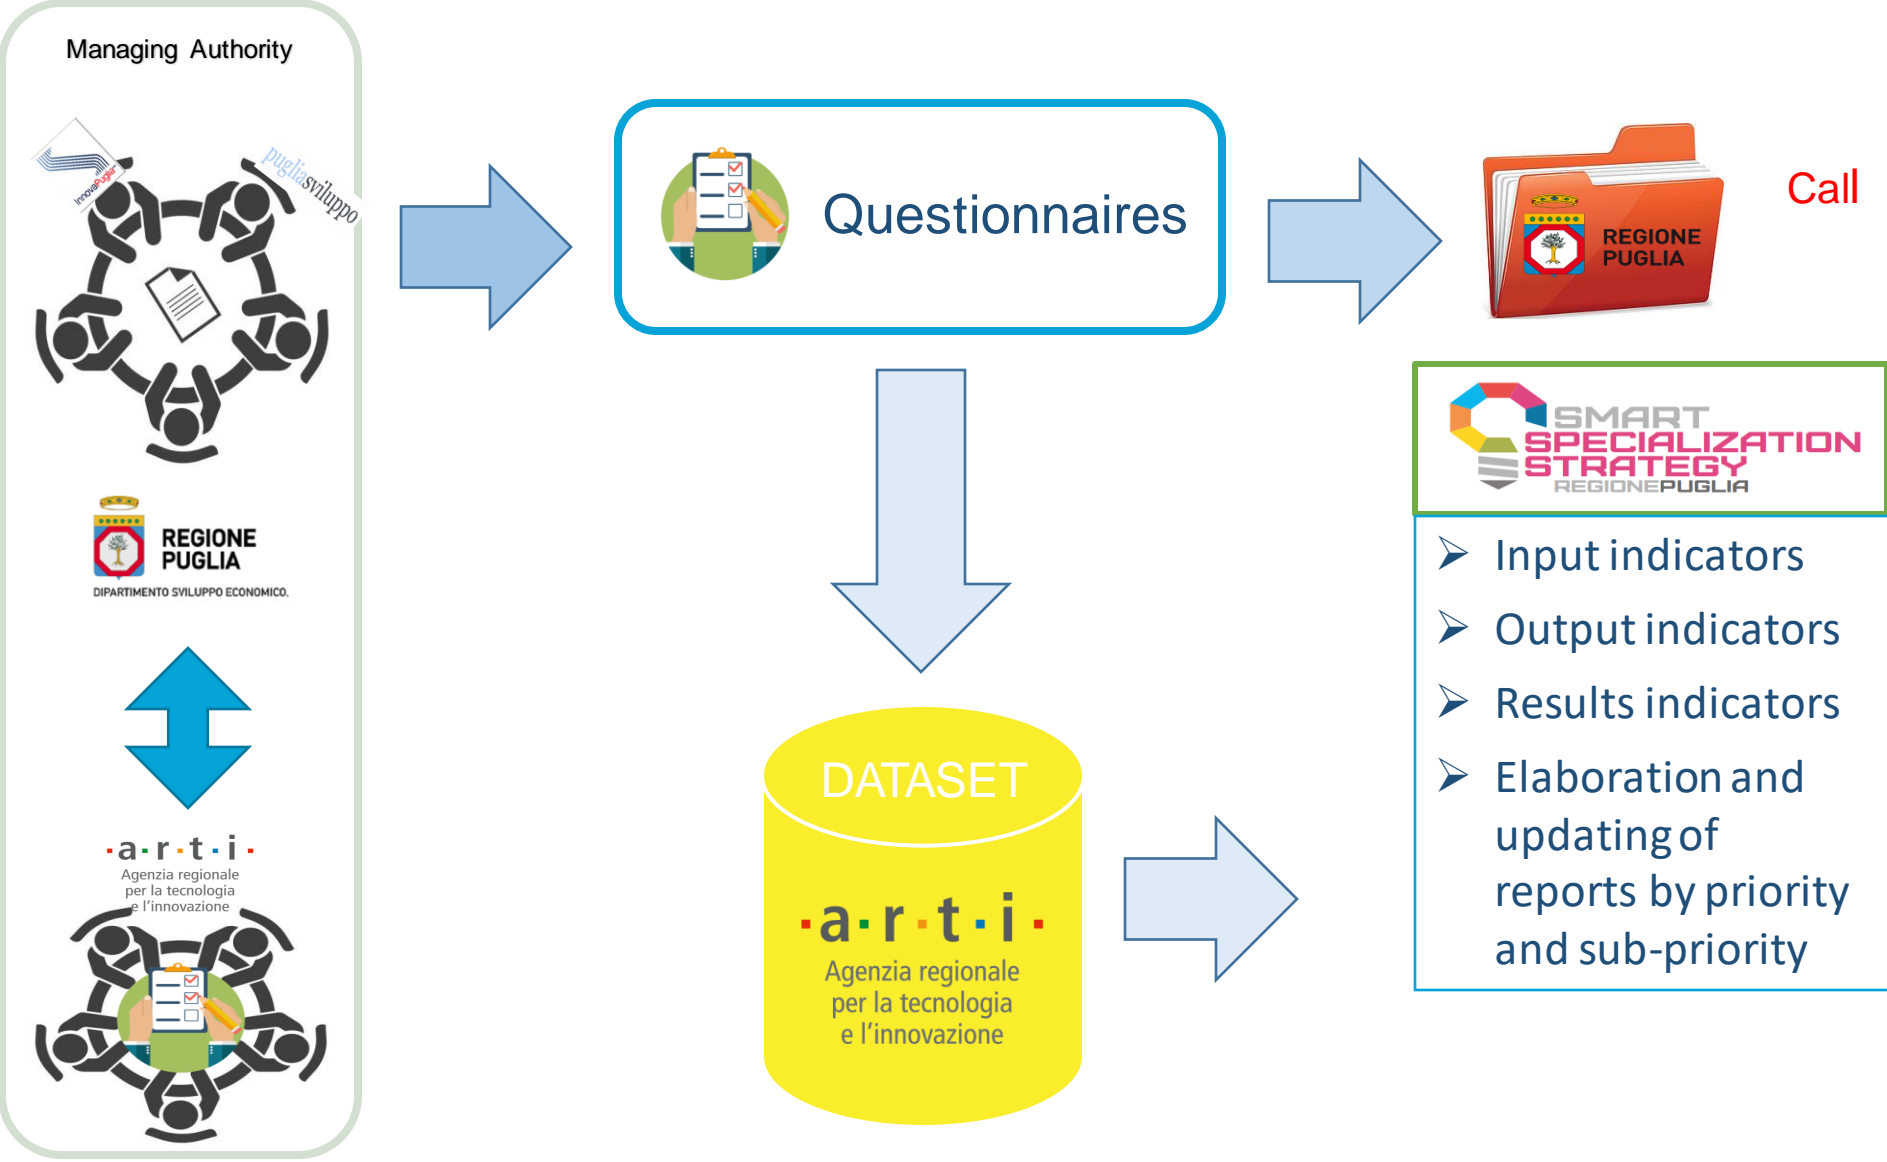 Managing Authority
InnovaPuglia
pugliasviluppo
REGIONE
PUGLIA
DIPARTIMENTO SVILUPPO ECONOMICO.
·a·r·t·i·
Agenzia regionale
per la tecnologia
e l'innovazione
Questionnaires
DATASET
·a·r·t·i·
Agenzia regionale
per la tecnologia
e l'innovazione
REGIONE
PUGLIA
Call
SMART
SPECIALIZATION
STRATEGY
REGIONEPUGLIA
➢ Input indicators
➢ Output indicators
➢ Results indicators
➢ Elaboration and
updating of
reports by priority
and sub-priority